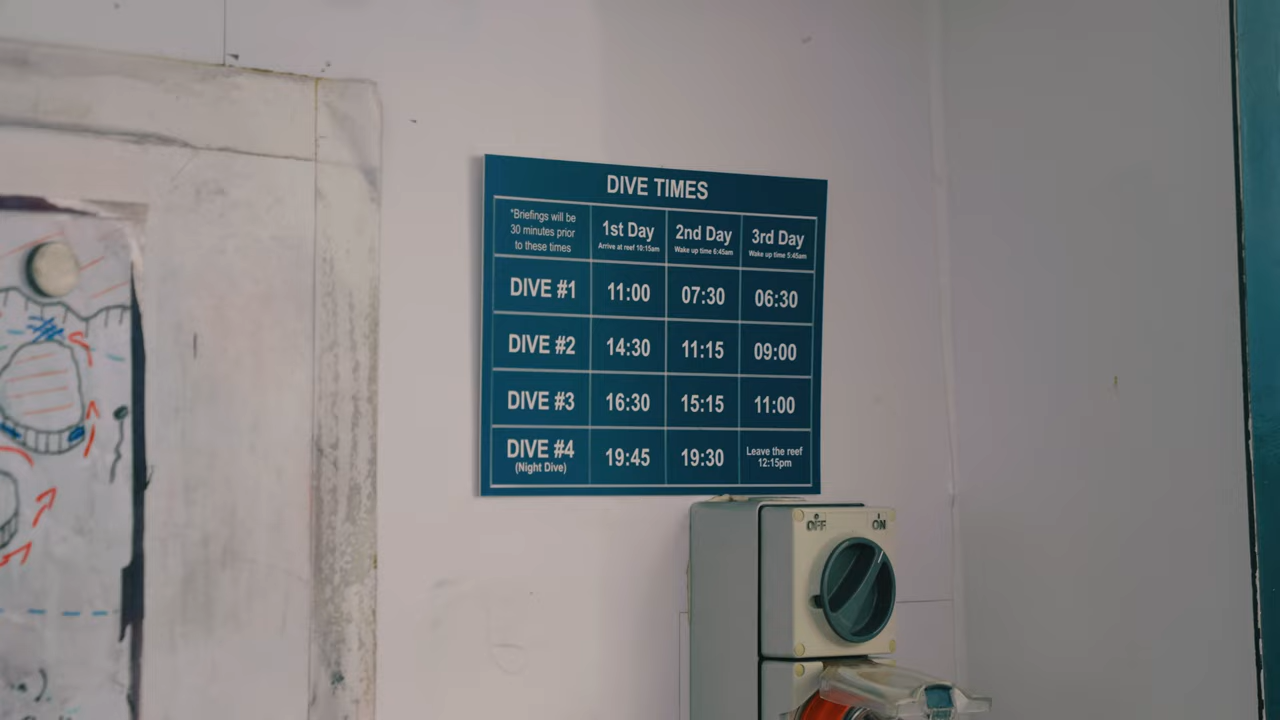 DIVE TIMES
*Briefings will be
30 minutes prior
to these times
1st Day
Arrive at reef 10:15am
2nd Day
Wake up time 6:45am
3rd Day
Wake up time 5:45am
DIVE #1 11:00 07:30 06:30
DIVE #2 14:30 11:15 09:00
DIVE #3 16:30 15:15 11:00
DIVE #4
(Night Dive)
19:45 19:30
Leave the reef
12:15pm
OFF ON